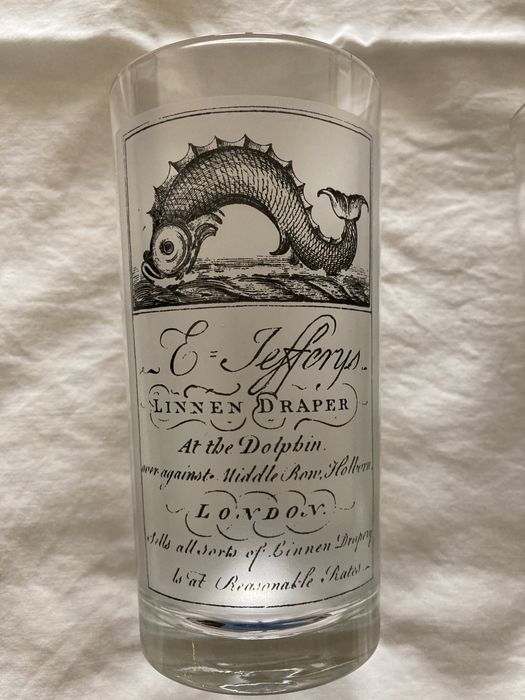 E = Jefferys
LINNEN DRAPER
At the Dolphin.
over against Middle Row, Holborn
LONDON.
Sells all sorts of Linnen Drapery
at Reasonable Rates